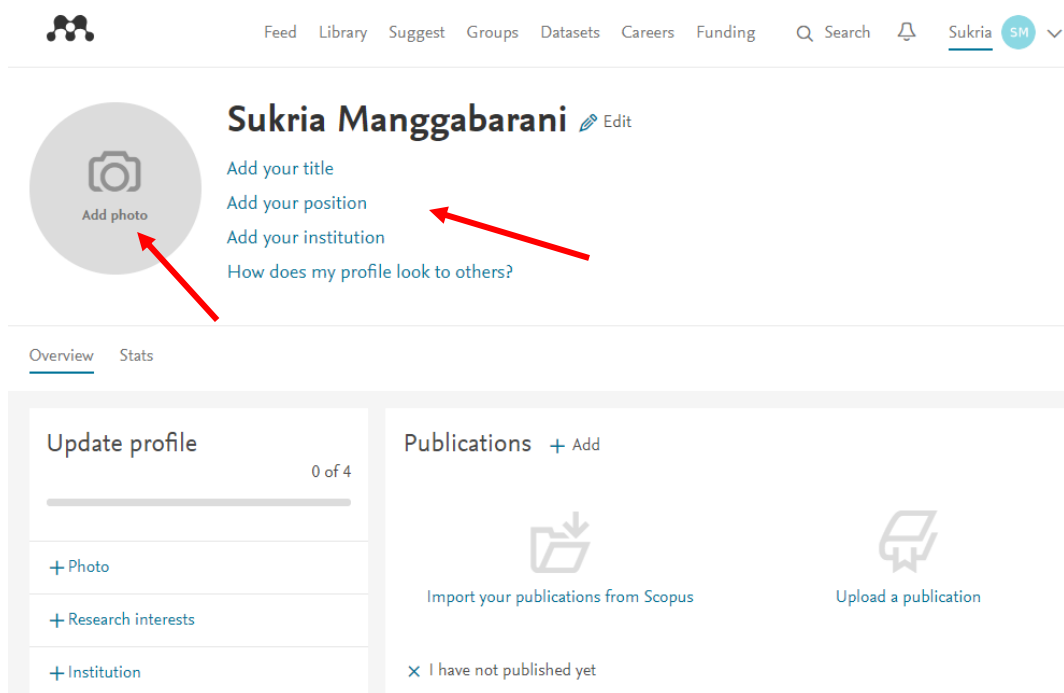 Feed Library Suggest Groups Datasets Careers Funding Search Sukria SM
Sukria Manggabarani Edit
Add your title
Add your position
Add your institution
How does my profile look to others?
Add photo
Overview Stats
Update profile
0 of 4
+ Photo
+ Research interests
+ Institution
Publications + Add
Import your publications from Scopus
Upload a publication
× I have not published yet